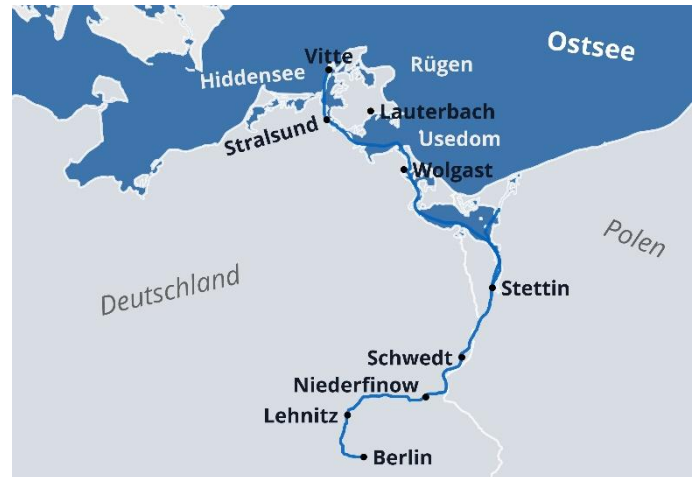 Ostsee
Vitte
Rügen
Hiddensee
Lauterbach
Stralsund
Usedom
Wolgast
Polen
Deutschland
Stettin
Schwedt
Niederfinow
Lehnitz
Berlin